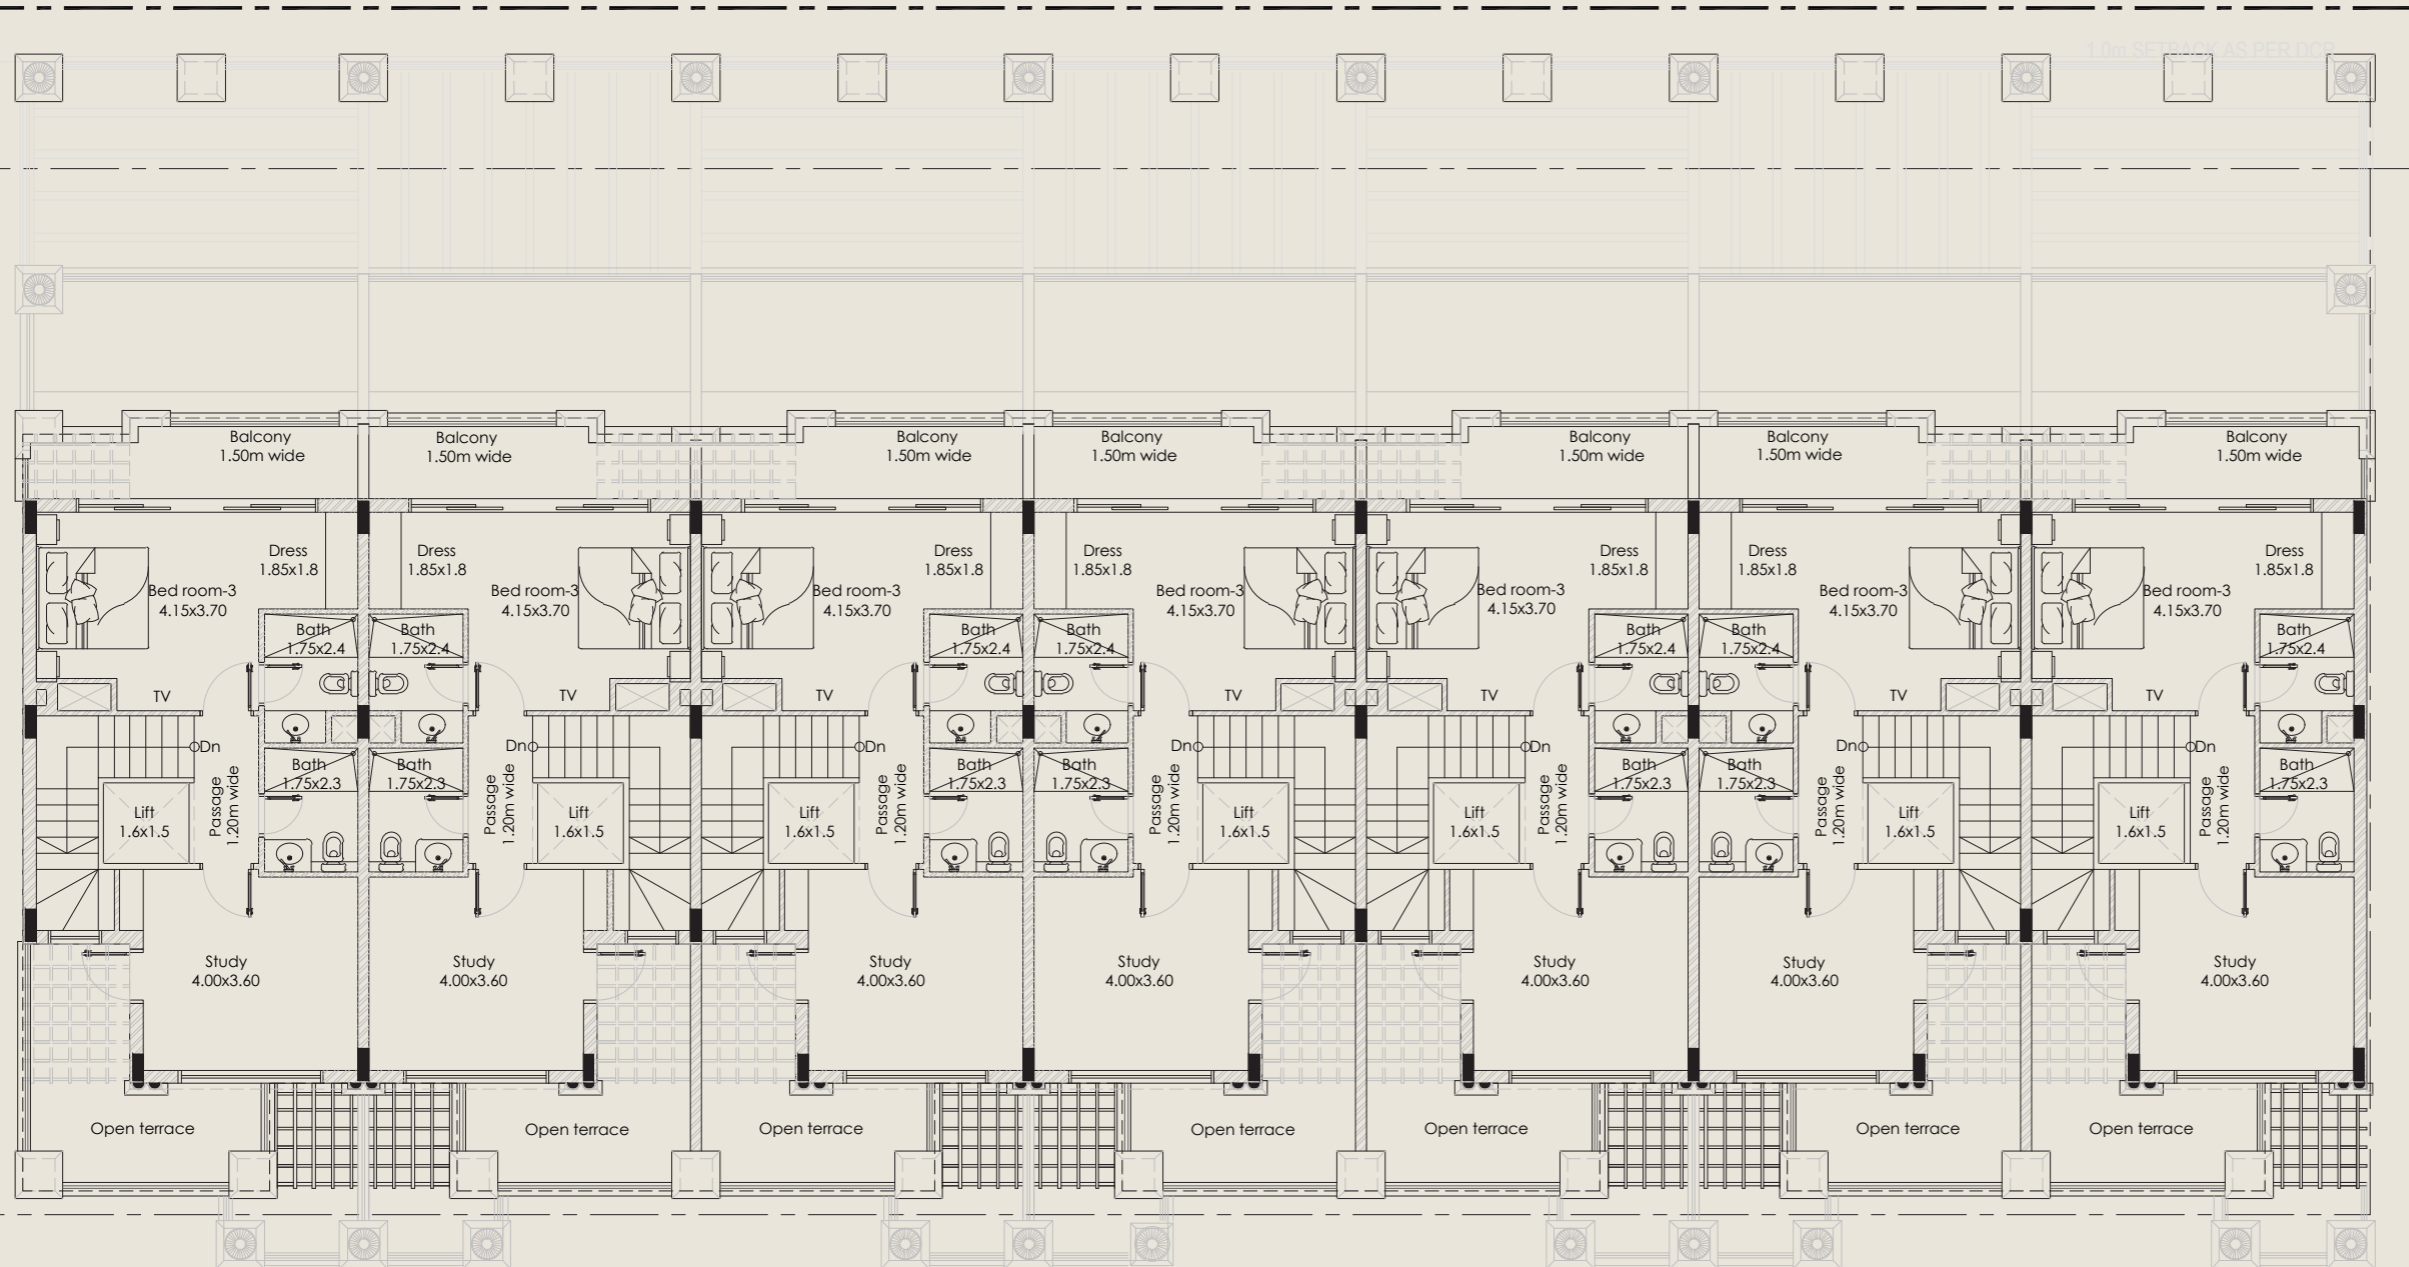 1.0m SETBACK AS PER DCR
Balcony
1.50m wide
Balcony
1.50m wide
Balcony
1.50m wide
Balcony
1.50m wide
Balcony
1.50m wide
Balcony
1.50m wide
Balcony
1.50m wide
Dress
1.85x1.8
Dress
1.85x1.8
Dress
1.85x1.8
Dress
1.85x1.8
Dress
1.85x1.8
Dress
1.85x1.8
Dress
1.85x1.8
Bed room-3
4.15x3.70
Bed room-3
4.15x3.70
Bed room-3
4.15x3.70
Bed room-3
4.15x3.70
Bed room-3
4.15x3.70
Bed room-3
4.15x3.70
Bed room-3
4.15x3.70
Bath
1.75x2.4
Bath
1.75x2.4
Bath
1.75x2.4
Bath
1.75x2.4
Bath
1.75x2.4
Bath
1.75x2.4
Bath
1.75x2.4
TV
TV
TV
TV
TV
TV
TV
Dn
Dn
Dn
Dn
Dn
Dn
Dn
Bath
1.75x2.3
Bath
1.75x2.3
Bath
1.75x2.3
Bath
1.75x2.3
Bath
1.75x2.3
Bath
1.75x2.3
Bath
1.75x2.3
Lift
1.6x1.5
Passage
1.20m wide
Passage
1.20m wide
Lift
1.6x1.5
Lift
1.6x1.5
Passage
1.20m wide
Passage
1.20m wide
Lift
1.6x1.5
Lift
1.6x1.5
Passage
1.20m wide
Passage
1.20m wide
Lift
1.6x1.5
Lift
1.6x1.5
Passage
1.20m wide
Study
4.00x3.60
Study
4.00x3.60
Study
4.00x3.60
Study
4.00x3.60
Study
4.00x3.60
Study
4.00x3.60
Study
4.00x3.60
Open terrace
Open terrace
Open terrace
Open terrace
Open terrace
Open terrace
Open terrace